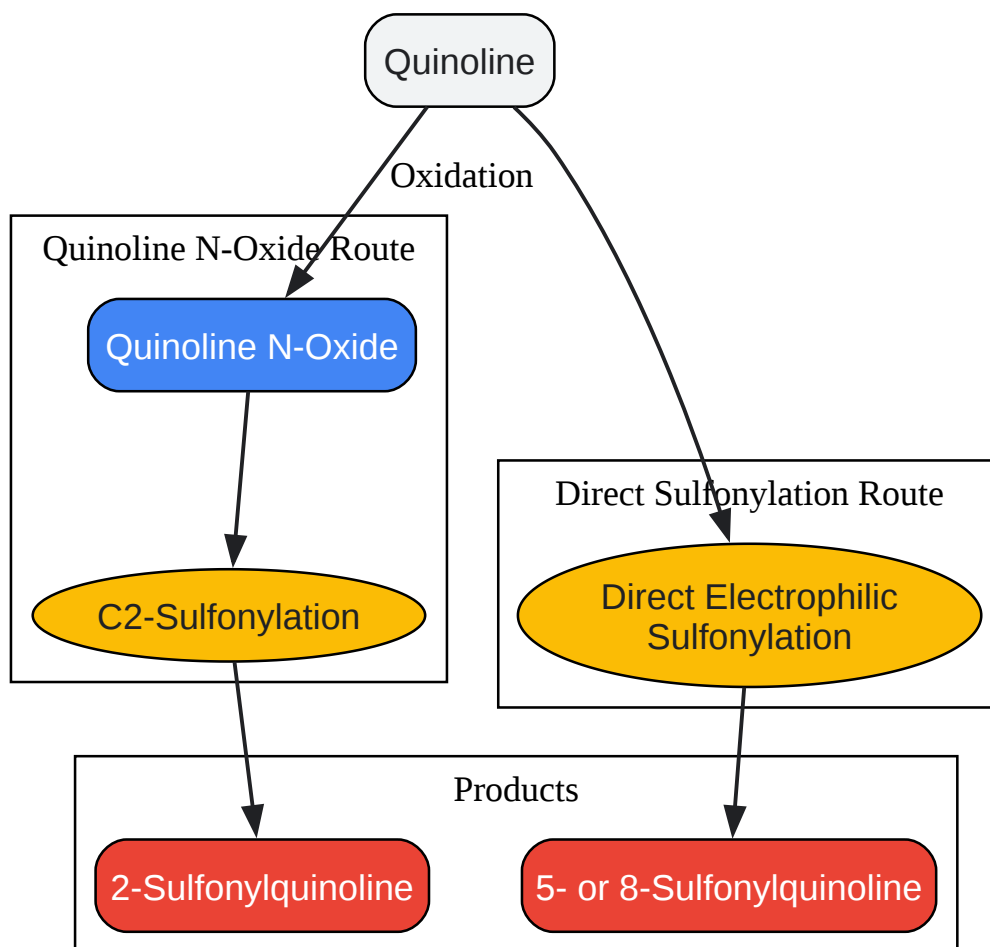 Quinoline
Oxidation
Quinoline N-Oxide Route
Quinoline N-Oxide
C2-Sulfonylation
Direct Sulfonylation Route
Direct Electrophilic
Sulfonylation
Products
2-Sulfonylquinoline
5- or 8-Sulfonylquinoline